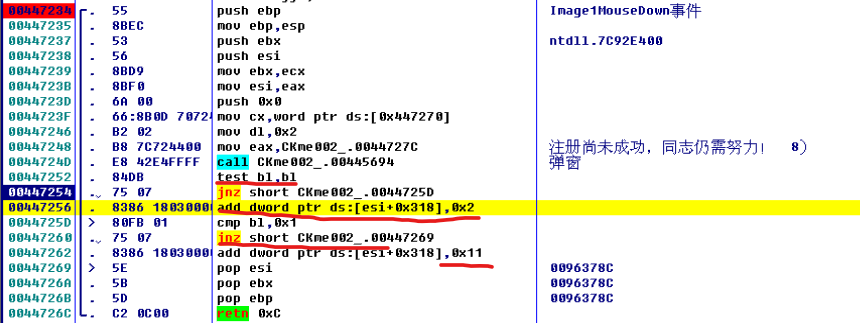 00447234 . 55 push ebp Image1MouseDown事件
00447235 . 8BEC mov ebp,esp
00447237 . 53 push ebx ntdll.7C92E400
00447238 . 56 push esi
00447239 . 8BD9 mov ebx,ecx
0044723B . 8BF0 mov esi,eax
0044723D . 6A 00 push 0x0
0044723F . 66:8B0D 7072 mov cx,word ptr ds:[0x447270]
00447246 . B2 02 mov dl,0x2
00447248 . B8 7C724400 mov eax,CKme002_.0044727C 注册尚未成功，同志仍需努力! 8）
0044724D . E8 42E4FFFF call CKme002_.00445694 弹窗
00447252 . 84DB test bl,bl
00447254 . 75 07 jnz short CKme002_.0044725D
00447256 . 8386 1803000 add dword ptr ds:[esi+0x318],0x2
0044725D > 80FB 01 cmp bl,0x1
00447260 . 75 07 jnz short CKme002_.00447269
00447262 . 8386 1803000 add dword ptr ds:[esi+0x318],0x11
00447269 > 5E pop esi 0096378C
0044726A . 5B pop ebx 0096378C
0044726B . 5D pop ebp 0096378C
0044726C . C2 0C00 retn 0xC